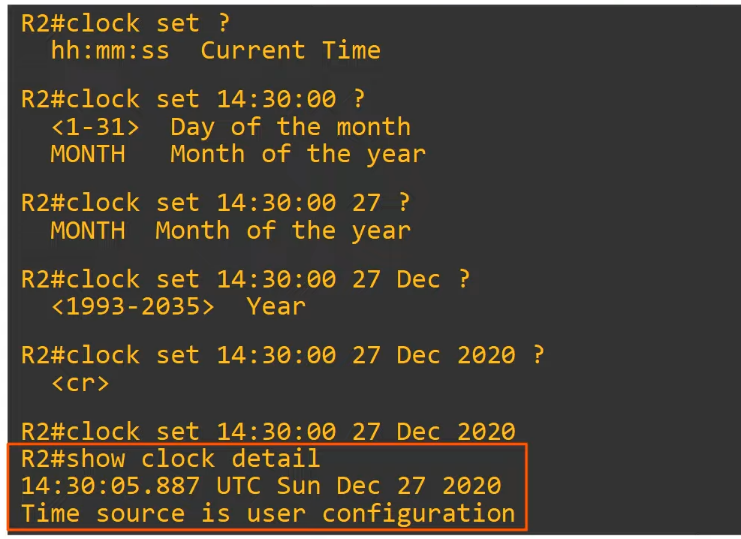 R2#clock set ?
  hh:mm:ss  Current Time
R2#clock set 14:30:00 ?
  <1-31>  Day of the month
  MONTH   Month of the year
R2#clock set 14:30:00 27 ?
  MONTH  Month of the year
R2#clock set 14:30:00 27 Dec ?
  <1993-2035>  Year
R2#clock set 14:30:00 27 Dec 2020 ?
  <cr>
R2#clock set 14:30:00 27 Dec 2020
R2#show clock detail
14:30:05.887 UTC Sun Dec 27 2020
Time source is user configuration